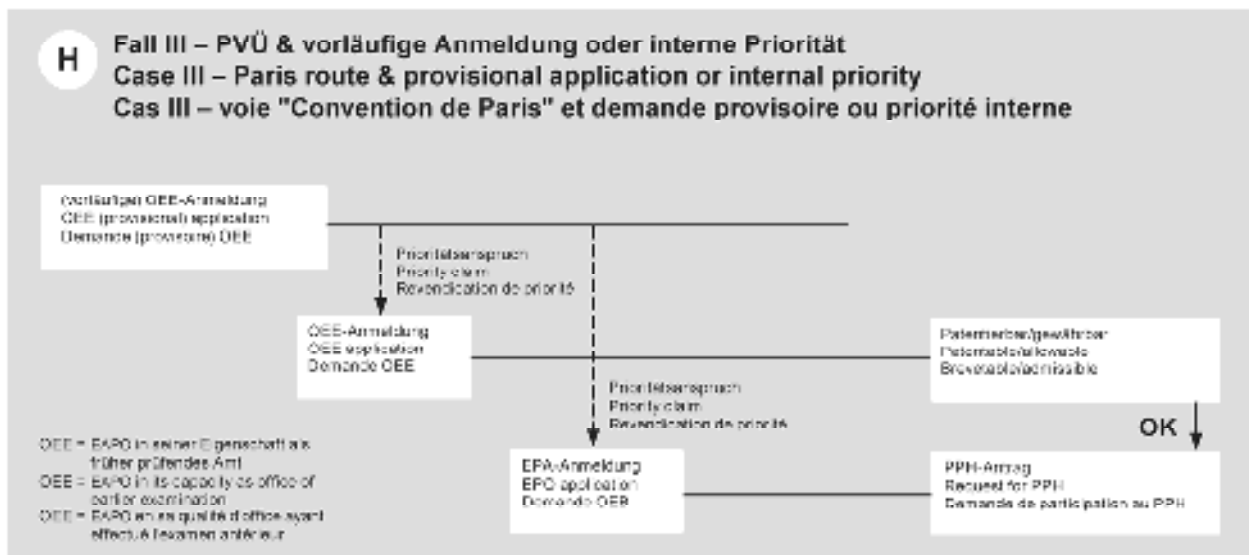 H
Fall III – PVÜ & vorläufige Anmeldung oder interne Priorität
Case III – Paris route & provisional application or internal priority
Cas III – voie "Convention de Paris" et demande provisoire ou priorité interne
(vorläufige) OEE-Anmeldung
OEE (provisional) application
Demande (provisoire) OEE
Prioritätsanspruch
Priority claim
Revendication de priorité
OEE-Anmeldung
OEE application
Demande OEE
Patentierbar/gewährbar
Patentable/allowable
Brevetable/admissible
Prioritätsanspruch
Priority claim
Revendication de priorité
OK
OEE = EAPO in seiner Eigenschaft als
früher prüfendes Amt
OEE = EAPO in its capacity as office of
earlier examination
OEE = EAPO en sa qualité d'office ayant
effectué l'examen antérieur
EPA-Anmeldung
EPO application
Demande OEB
PPH-Antrag
Request for PPH
Demande de participation au PPH